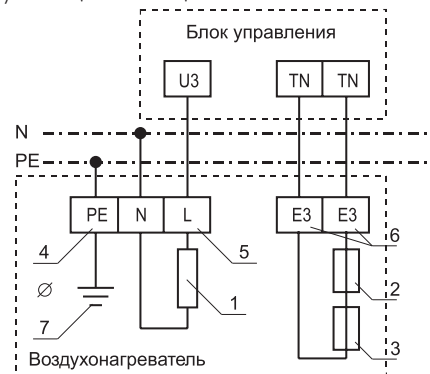 Блок управления
U3 TN TN
N
PE
PE N L E3 E3
4 5 6
Ø 1 2
7 3
Воздухонагреватель